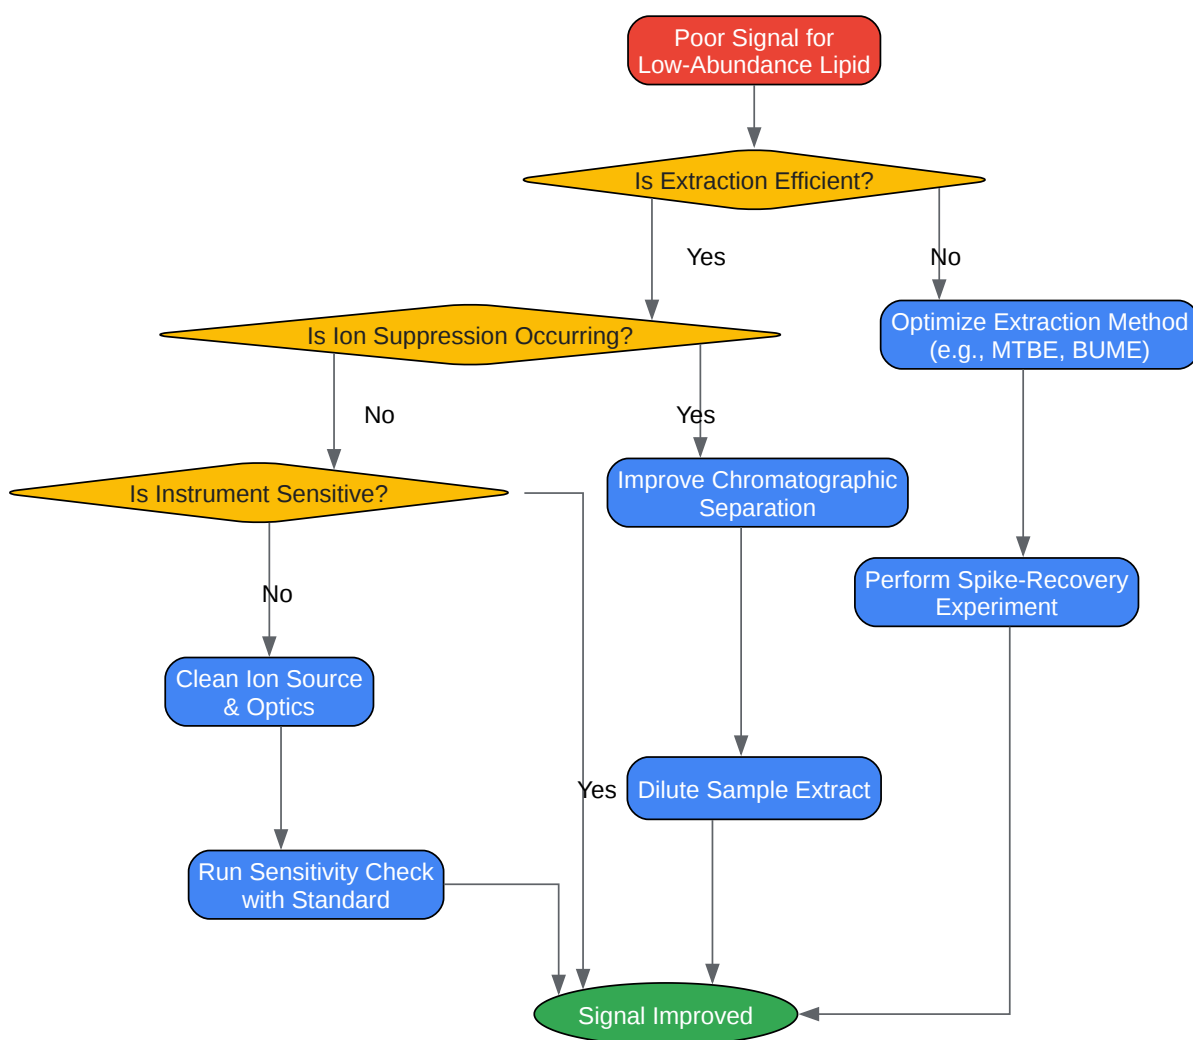 Poor Signal for
Low-Abundance Lipid
Is Extraction Efficient?
Yes
No
Is Ion Suppression Occurring?
Optimize Extraction Method
(e.g., MTBE, BUME)
No
Yes
Is Instrument Sensitive?
Improve Chromatographic
Separation
No
Perform Spike-Recovery
Experiment
Clean Ion Source
& Optics
Yes
Dilute Sample Extract
Run Sensitivity Check
with Standard
Signal Improved